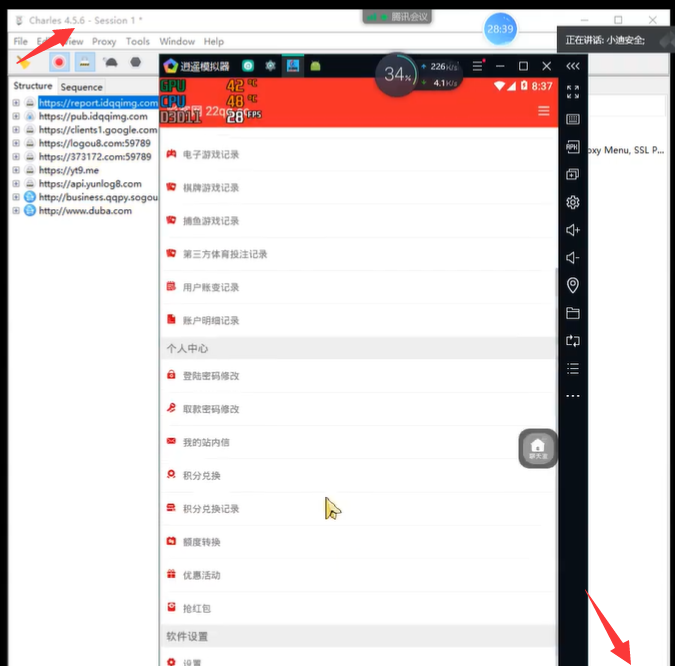 Charles 4.5.6 - Session 1 *
腾讯会议
28:39
正在讲话: 小迪安全;
File Edit View Proxy Tools Window Help
逍遥模拟器
34%
226K/s
4.1K/s
Structure Sequence
GPU 42 °C
CPU 48 °C
D3D11 28 FPS
8:37
22q
https://report.idqqimg.com
https://pub.idqqimg.com
https://clients1.google.com
https://logou8.com:59789
https://373172.com:59789
https://yt9.me
https://api.yunlog8.com
http://business.qqpy.sogou
http://www.duba.com
oxy Menu, SSL P...
APK
电子游戏记录
棋牌游戏记录
捕鱼游戏记录
第三方体育投注记录
用户账变记录
账户明细记录
个人中心
登陆密码修改
取款密码修改
我的站内信
积分兑换
积分兑换记录
额度转换
优惠活动
抢红包
软件设置
设置
聊天室